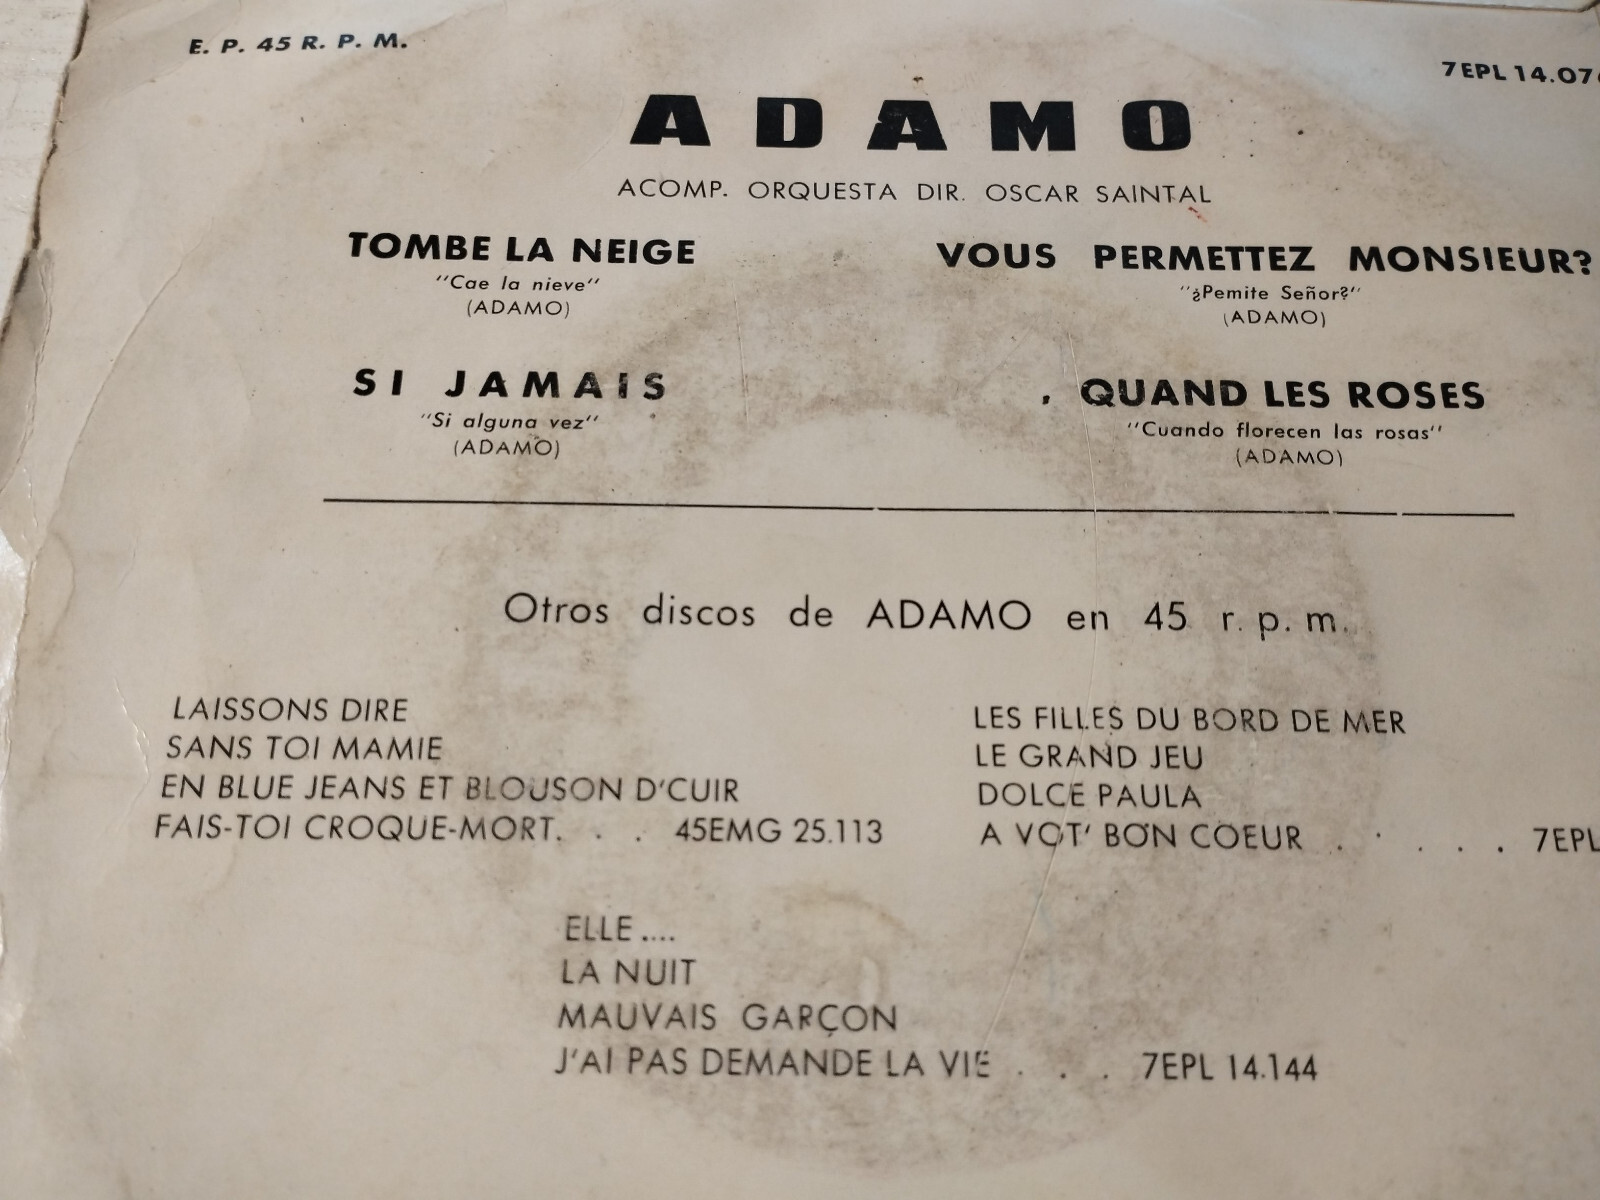 E. P. 45 R. P. M.
7EPL 14.07
ADAMO
ACOMP. ORQUESTA DIR. OSCAR SAINTAL
TOMBE LA NEIGE
"Cae la nieve"
(ADAMO)
VOUS PERMETTEZ MONSIEUR?
"¿Pemite Señor?"
(ADAMO)
SI JAMAIS
"Si alguna vez"
(ADAMO)
QUAND LES ROSES
"Cuando florecen las rosas"
(ADAMO)
Otros discos de ADAMO en 45 r. p. m.
LAISSONS DIRE
SANS TOI MAMIE
EN BLUE JEANS ET BLOUSON D'CUIR
FAIS-TOI CROQUE-MORT. . . 45EMG 25.113
LES FILLES DU BORD DE MER
LE GRAND JEU
DOLCE PAULA
A VOT' BON COEUR . . . . . 7EPL
ELLE ....
LA NUIT
MAUVAIS GARÇON
J'AI PAS DEMANDE LA VIE . . . 7EPL 14.144